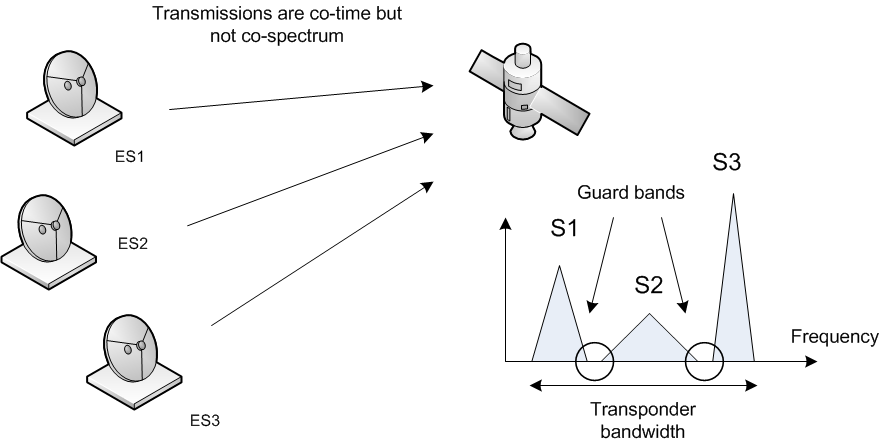 Transmissions are co-time but
not co-spectrum
ES1
ES2
ES3
S3
Guard bands
S1
S2
Frequency
Transponder
bandwidth